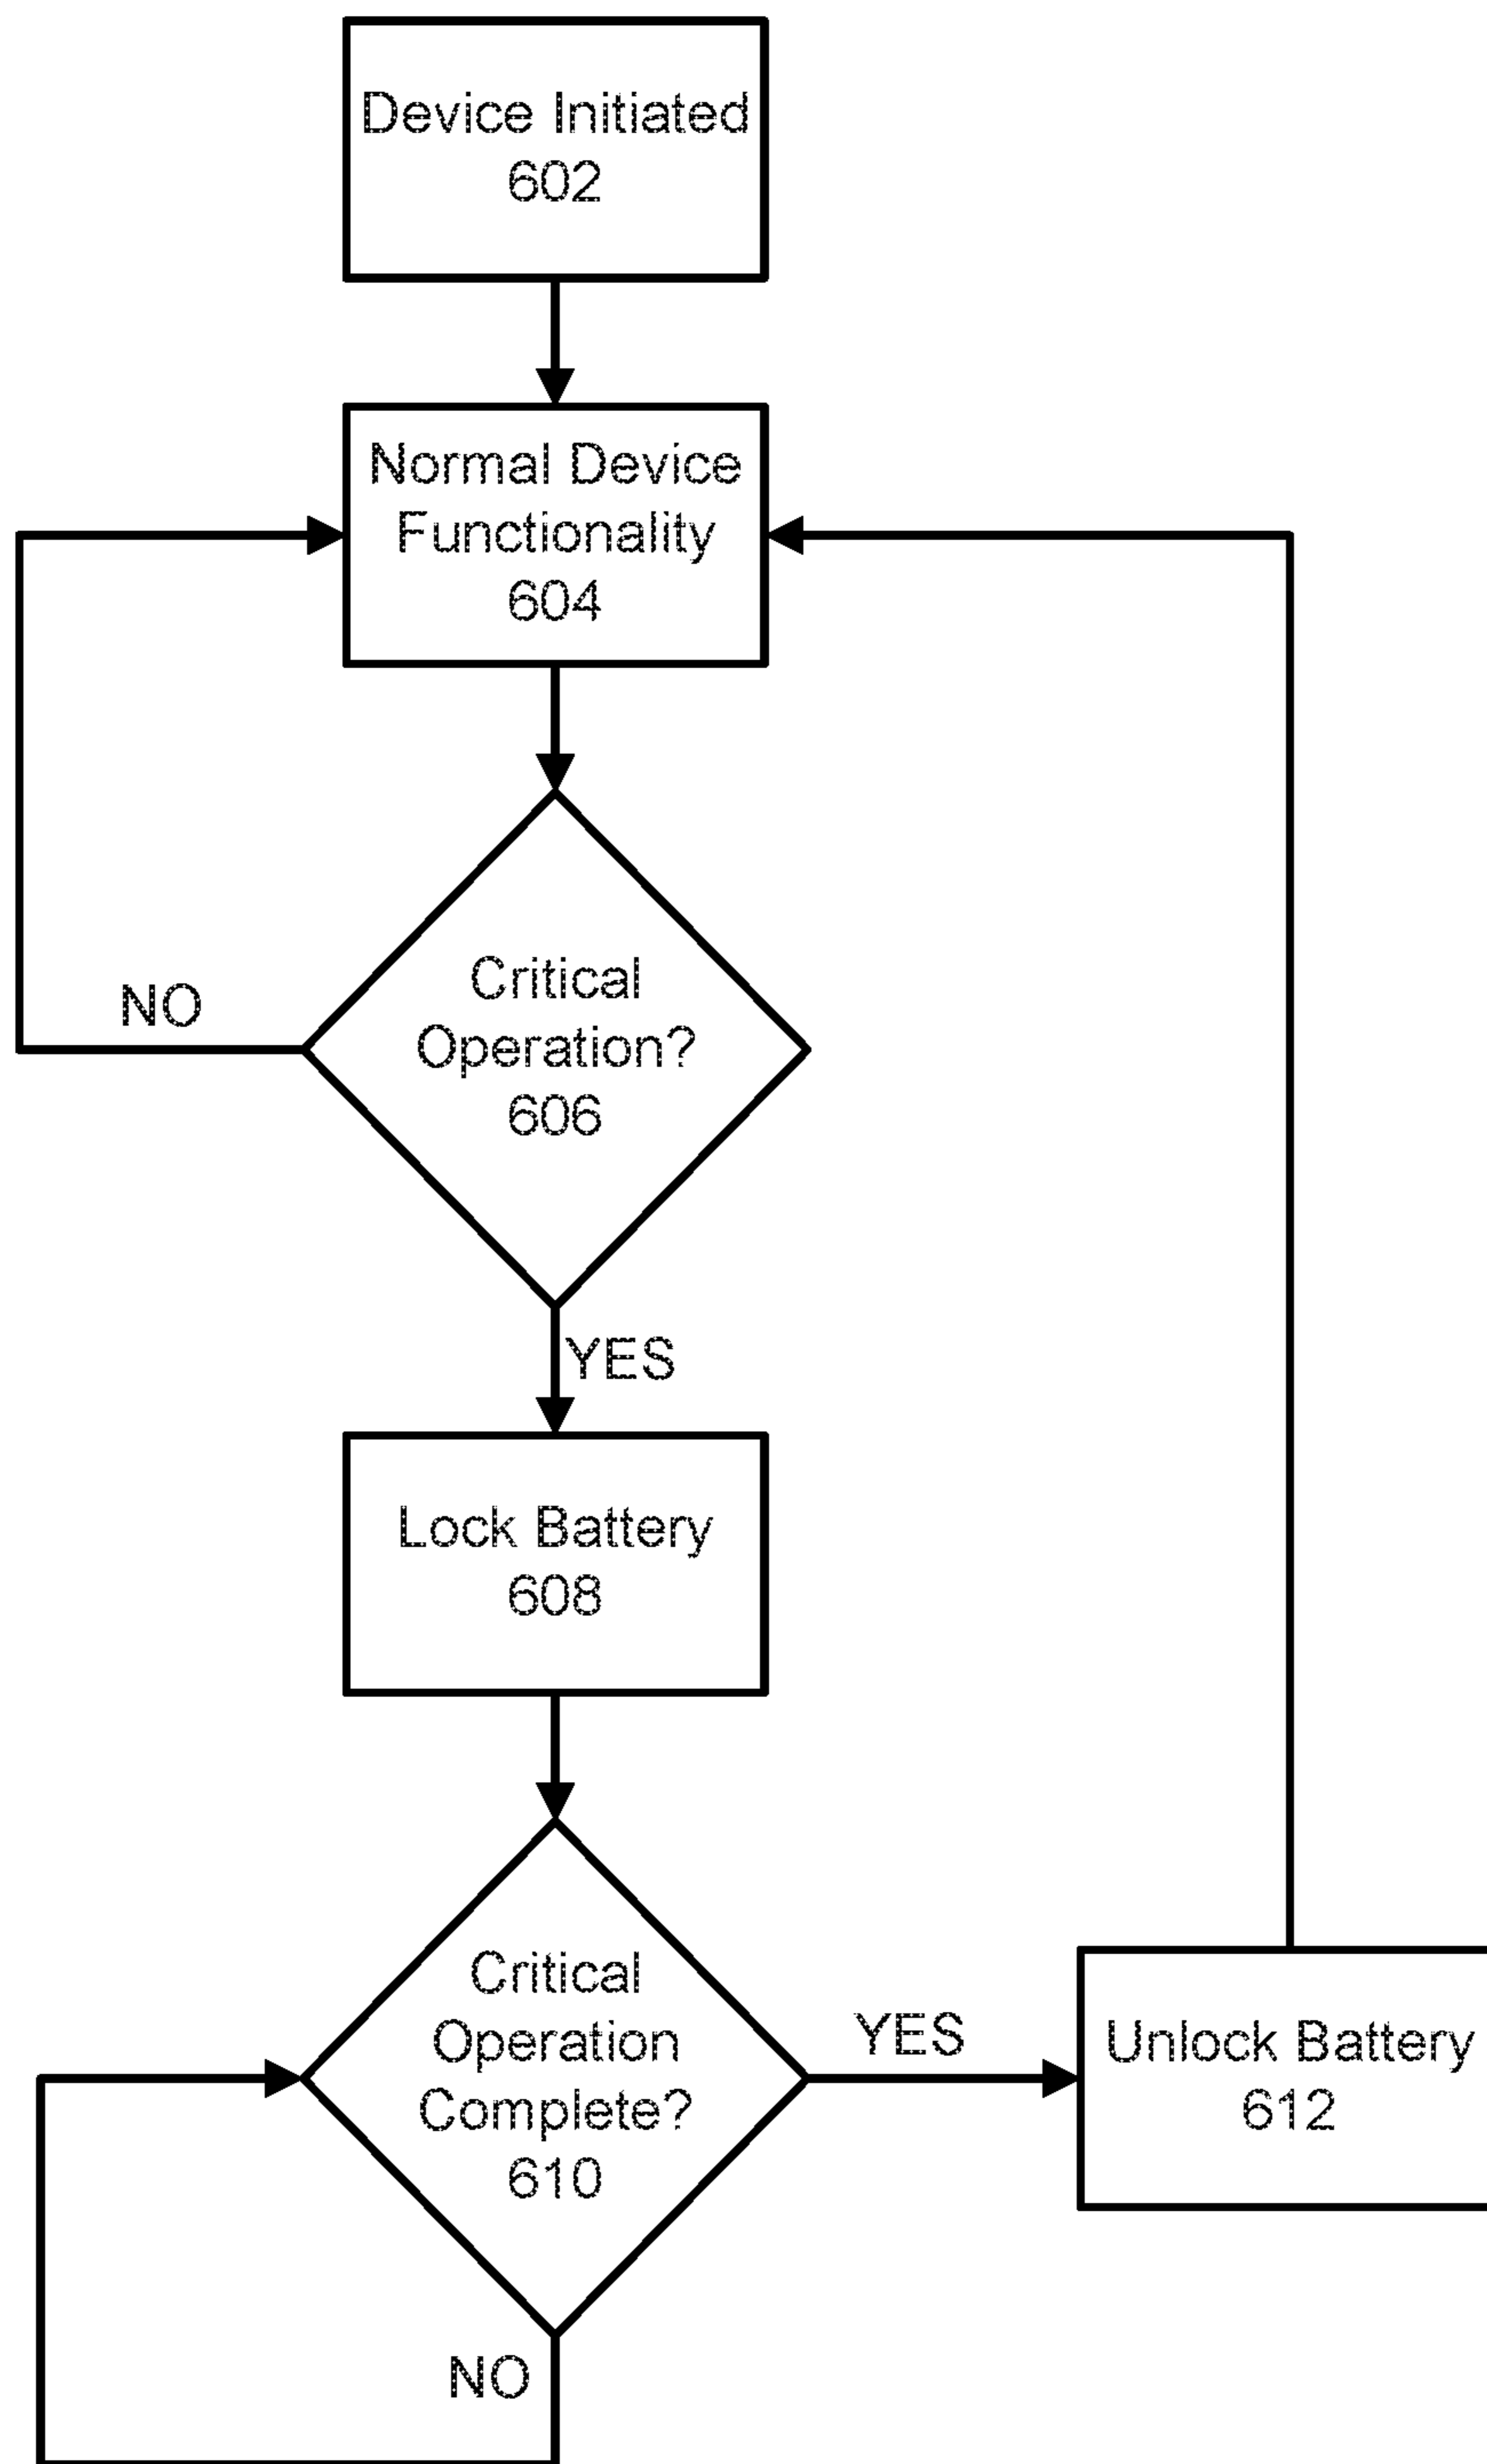 Device Initiated
602
Normal Device
Functionality
604
Critical
Operation?
606
NO
YES
Lock Battery
608
Critical
Operation
Complete?
610
YES
Unlock Battery
612
NO